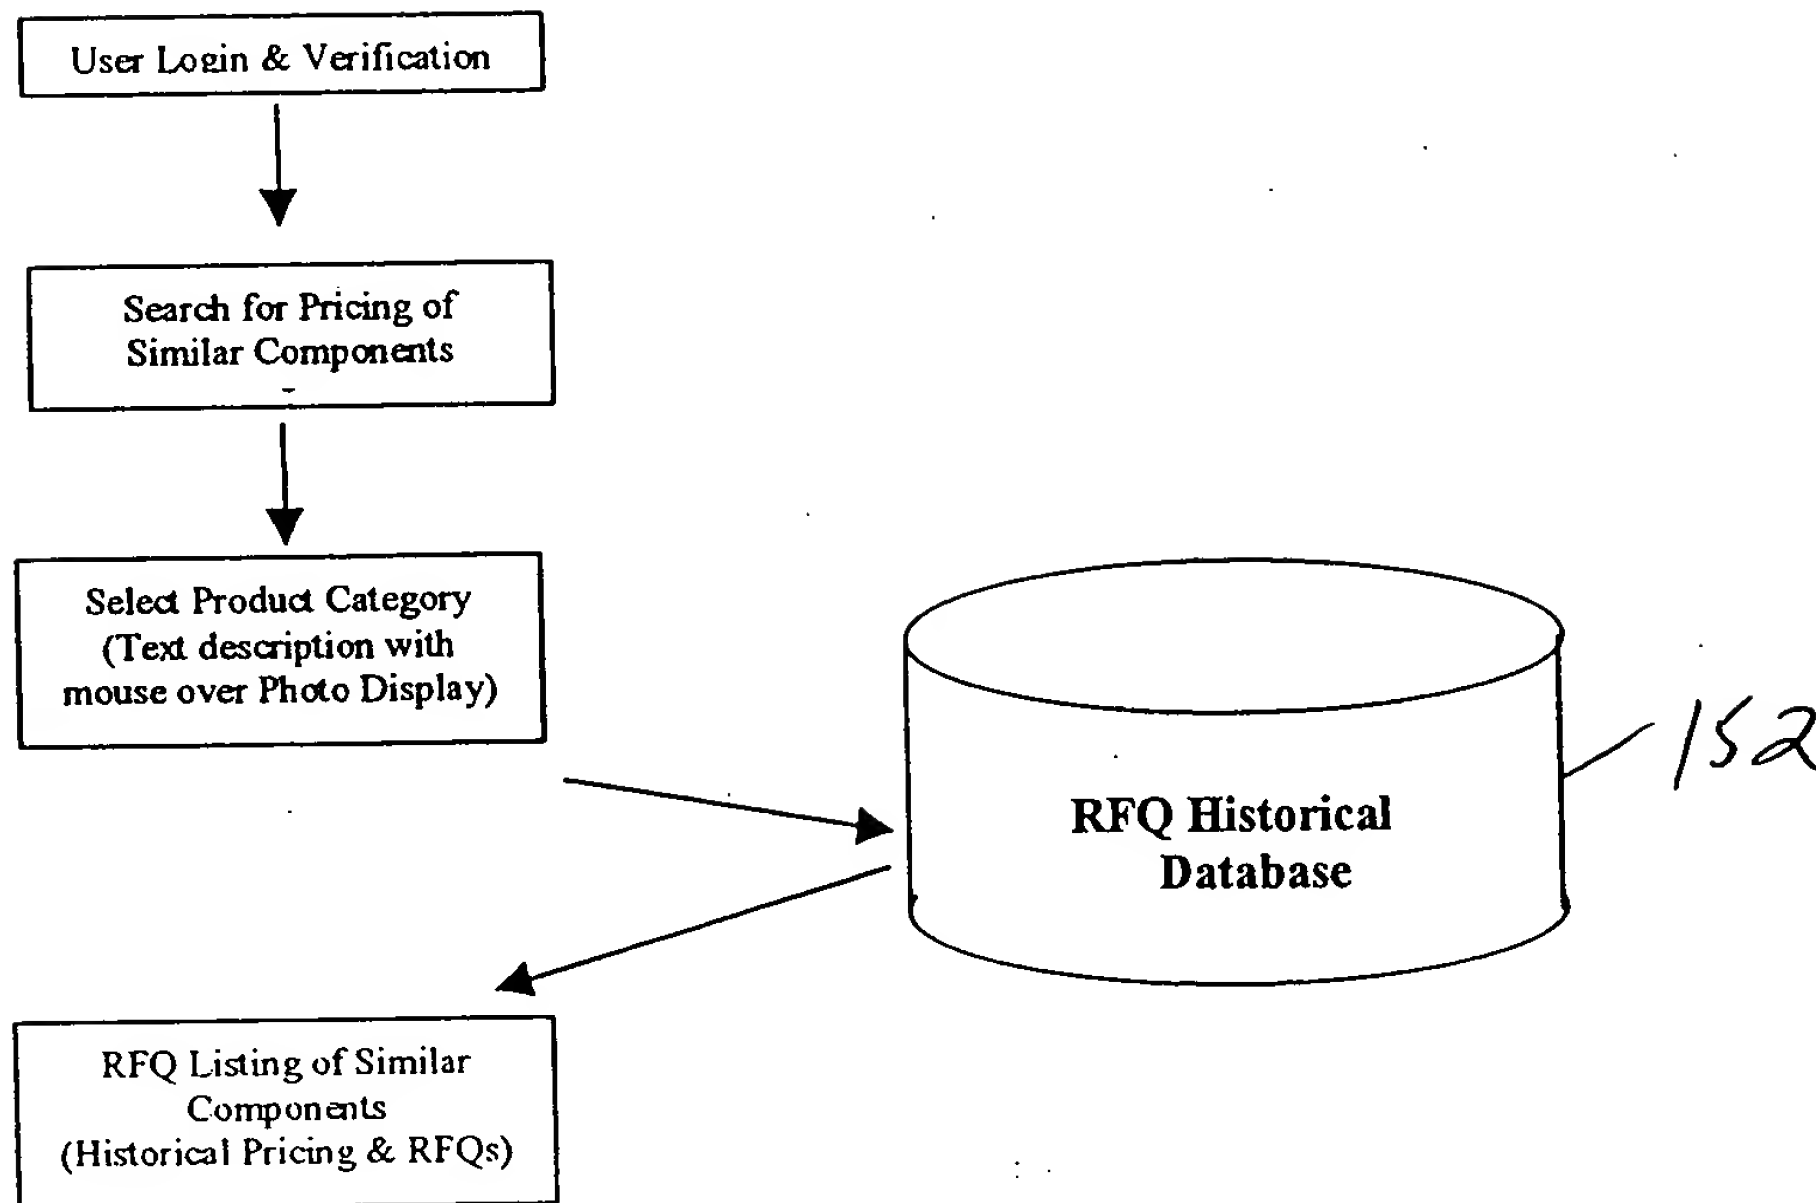 User Login & Verification
Search for Pricing of
Similar Components
Select Product Category
(Text description with
mouse over Photo Display)
RFQ Historical
Database
152
RFQ Listing of Similar
Components
(Historical Pricing & RFQs)